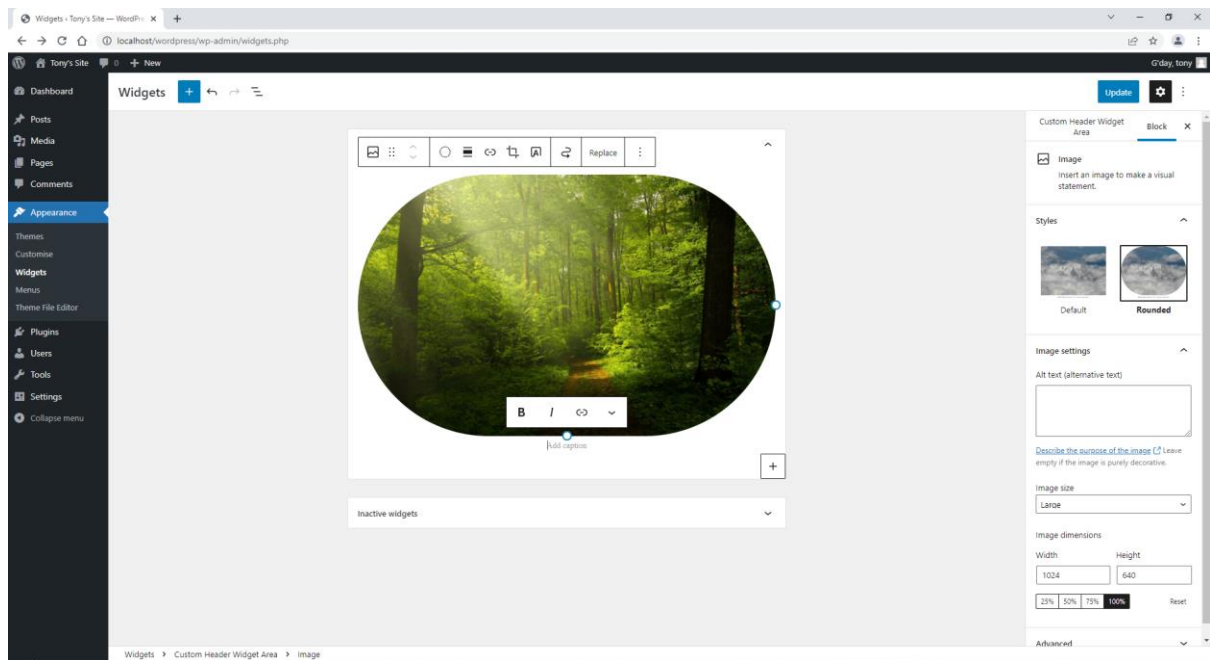 Widgets ‹ Tony's Site — WordPr
localhost/wordpress/wp-admin/widgets.php
Tony's Site 0 + New
G'day, tony
Dashboard
Posts
Media
Pages
Comments
Appearance
Themes
Customise
Widgets
Menus
Theme File Editor
Plugins
Users
Tools
Settings
Collapse menu
Widgets
Update
Replace
B I
Add caption
Inactive widgets
Custom Header Widget
Area
Block
Image
Insert an image to make a visual
statement.
Styles
Default Rounded
Image settings
Alt text (alternative text)
Describe the purpose of the image Leave
empty if the image is purely decorative.
Image size
Large
Image dimensions
Width Height
1024 640
25% 50% 75% 100% Reset
Advanced
Widgets > Custom Header Widget Area > Image